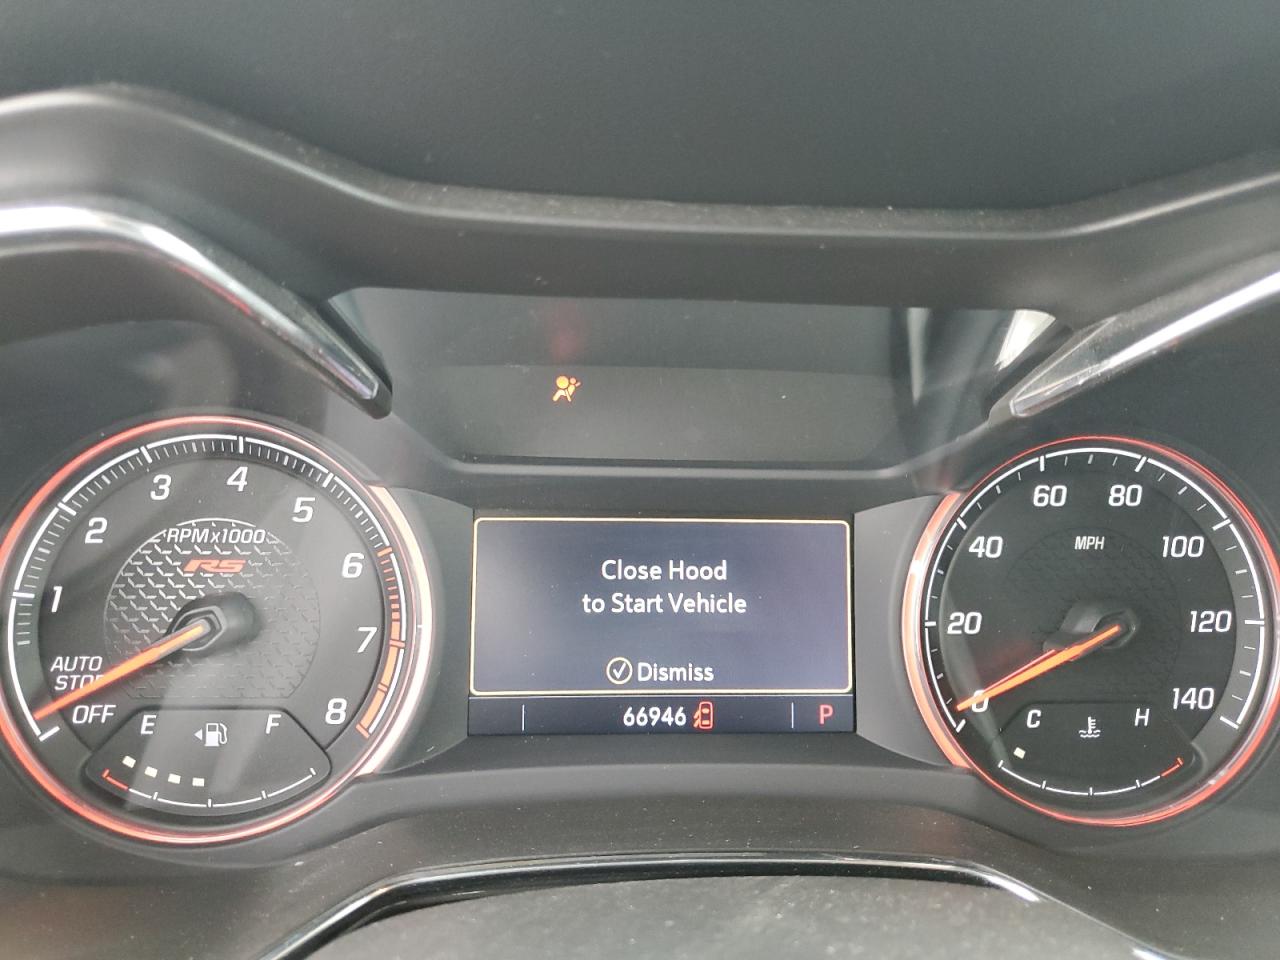 RPMx1000
RS
1
2
3
4
5
6
7
8
AUTO
STOP
OFF
E
F
Close Hood
to Start Vehicle
Dismiss
66946
P
MPH
0
20
40
60
80
100
120
140
C
H